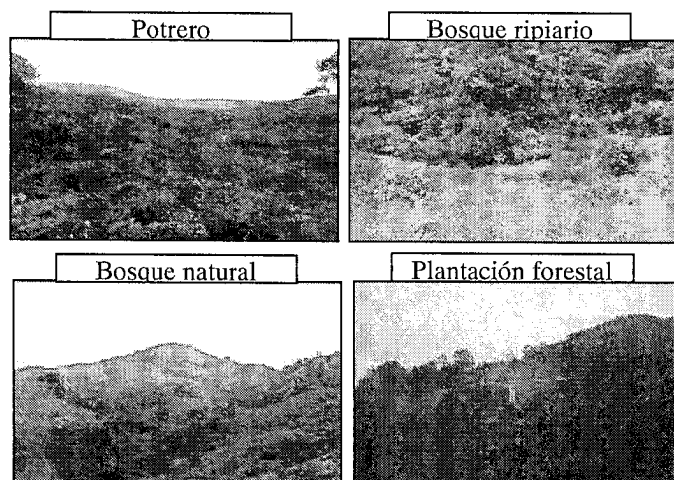 Potrero
Bosque ripiario
Bosque natural
Plantación forestal